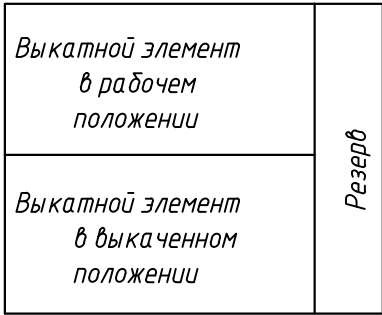 Выкатной элемент
в рабочем
положении
Выкатной элемент
в выкаченном
положении
Резерв